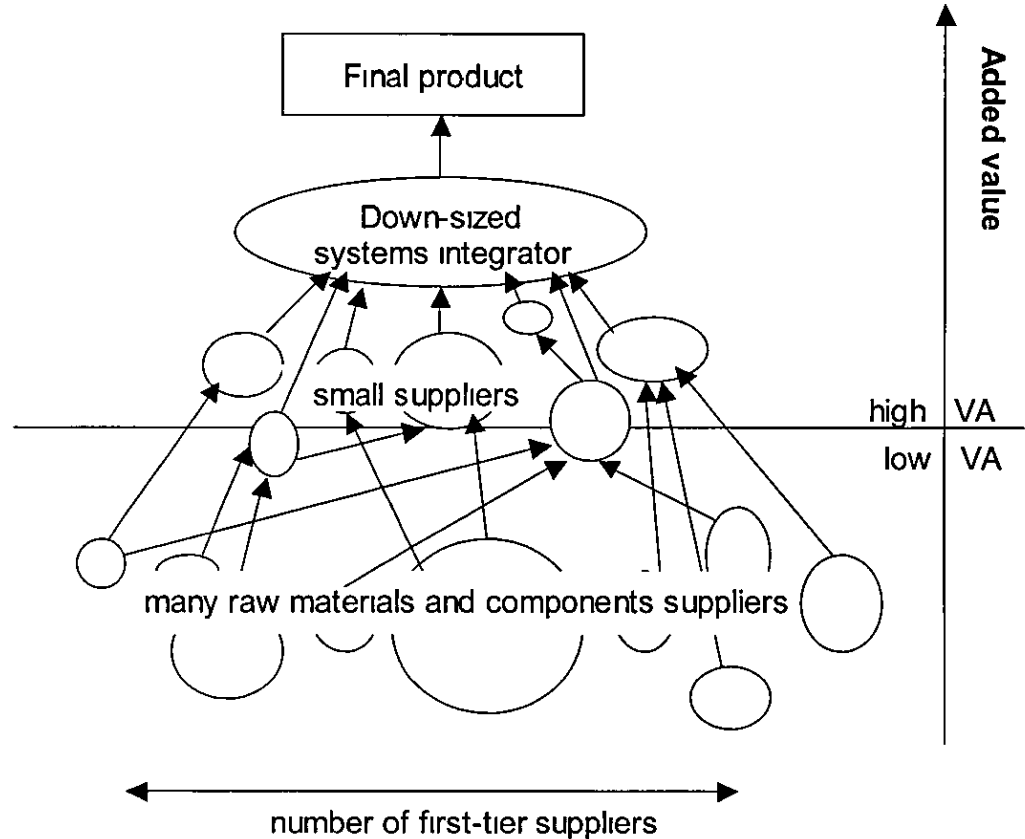 Final product
Added value
Down-sized
systems integrator
small suppliers
high VA
low VA
many raw materials and components suppliers
number of first-tier suppliers